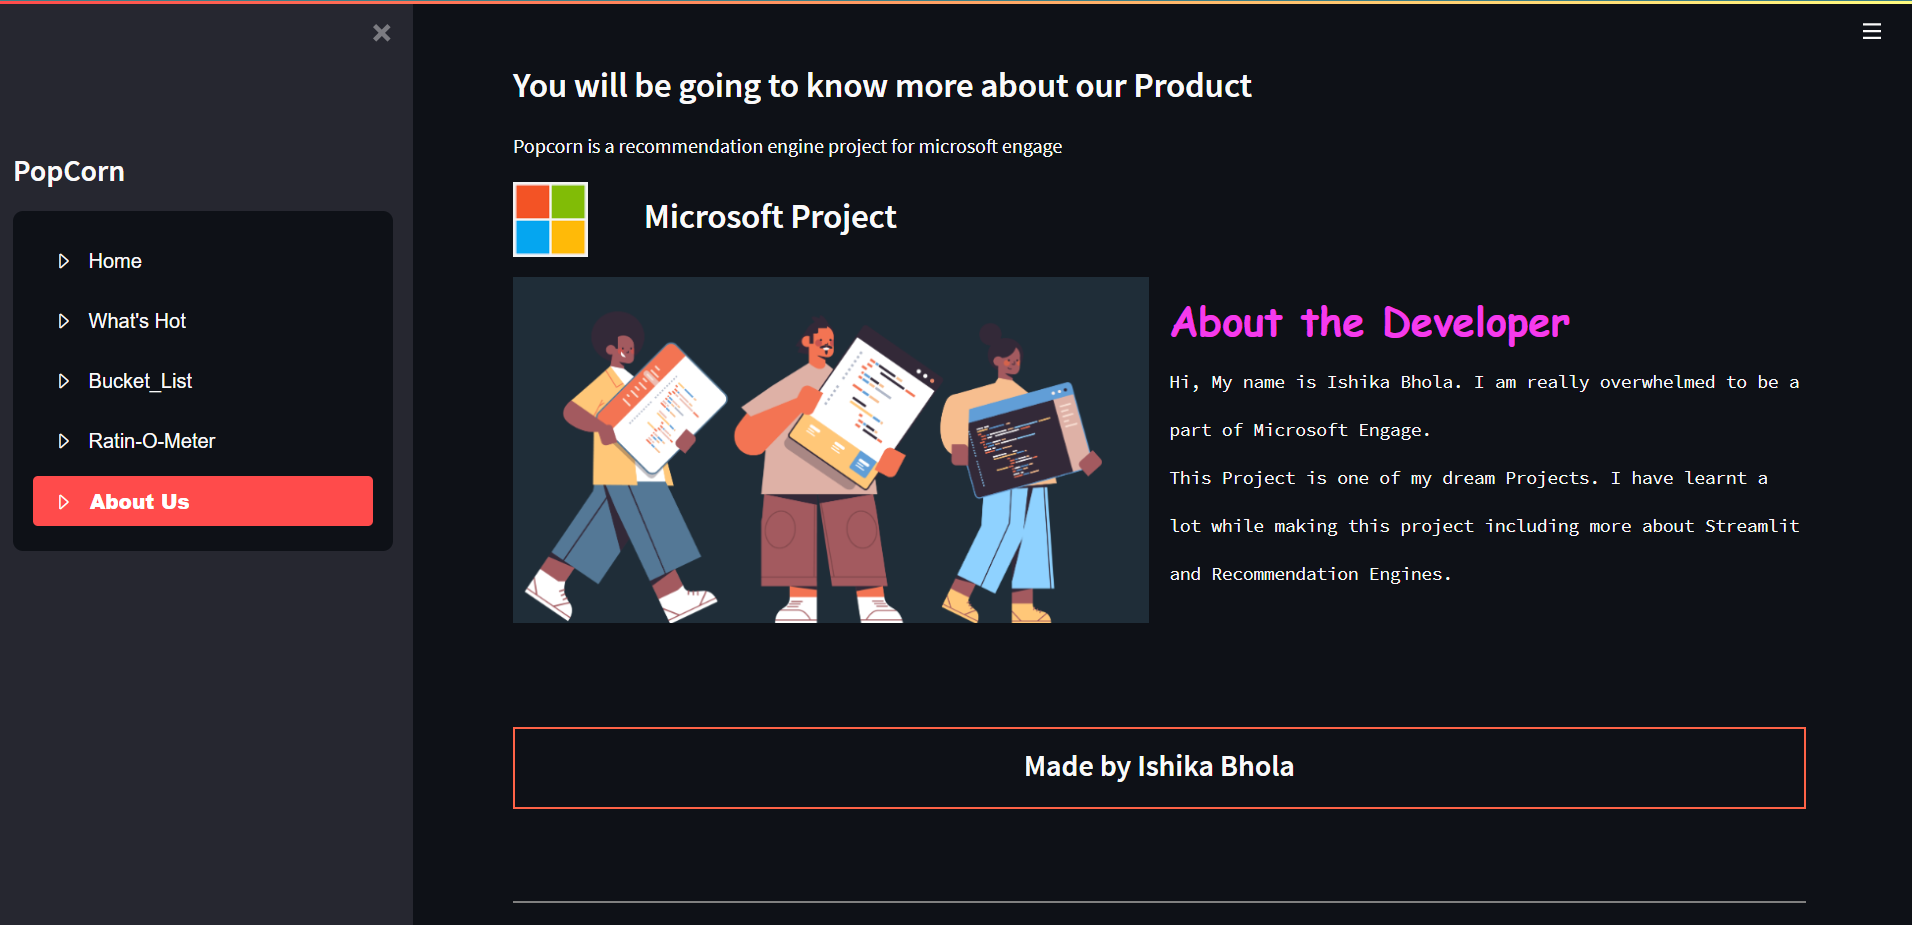 PopCorn
Home
What's Hot
Bucket_List
Ratin-O-Meter
About Us
You will be going to know more about our Product
Popcorn is a recommendation engine project for microsoft engage
Microsoft Project
About the Developer
Hi, My name is Ishika Bhola. I am really overwhelmed to be a
part of Microsoft Engage.
This Project is one of my dream Projects. I have learnt a
lot while making this project including more about Streamlit
and Recommendation Engines.
Made by Ishika Bhola